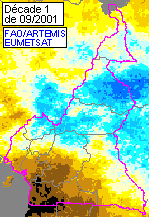 Décade 1
de 09/2001
FAO/ARTEMIS
EUMETSAT